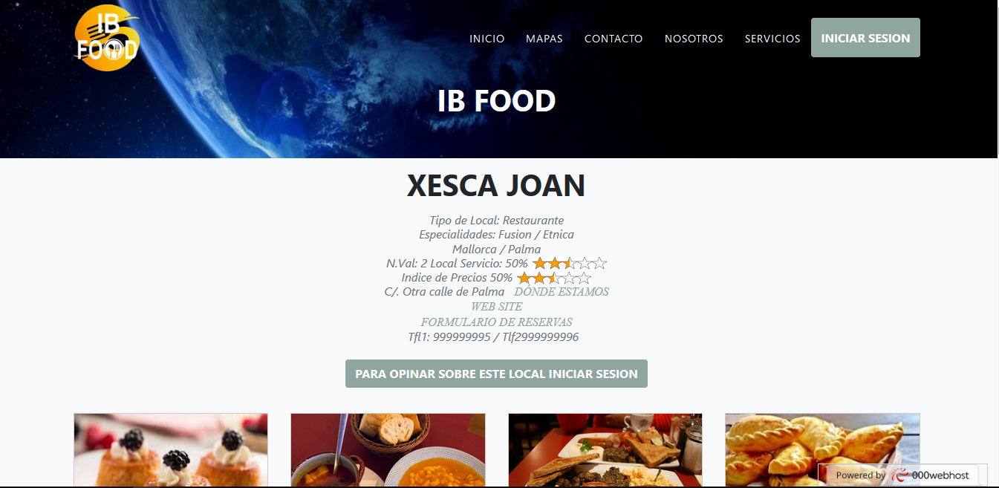 IB
FOOD
INICIO MAPAS CONTACTO NOSOTROS SERVICIOS INICIAR SESION
IB FOOD
XESCA JOAN
Tipo de Local: Restaurante
Especialidades: Fusion / Etnica
Mallorca / Palma
N.Val: 2 Local Servicio: 50%
Indice de Precios 50%
C/. Otra calle de Palma DÓNDE ESTAMOS
WEB SITE
FORMULARIO DE RESERVAS
Tfl1: 999999995 / Tlf2999999996
PARA OPINAR SOBRE ESTE LOCAL INICIAR SESION
Powered by 000webhost